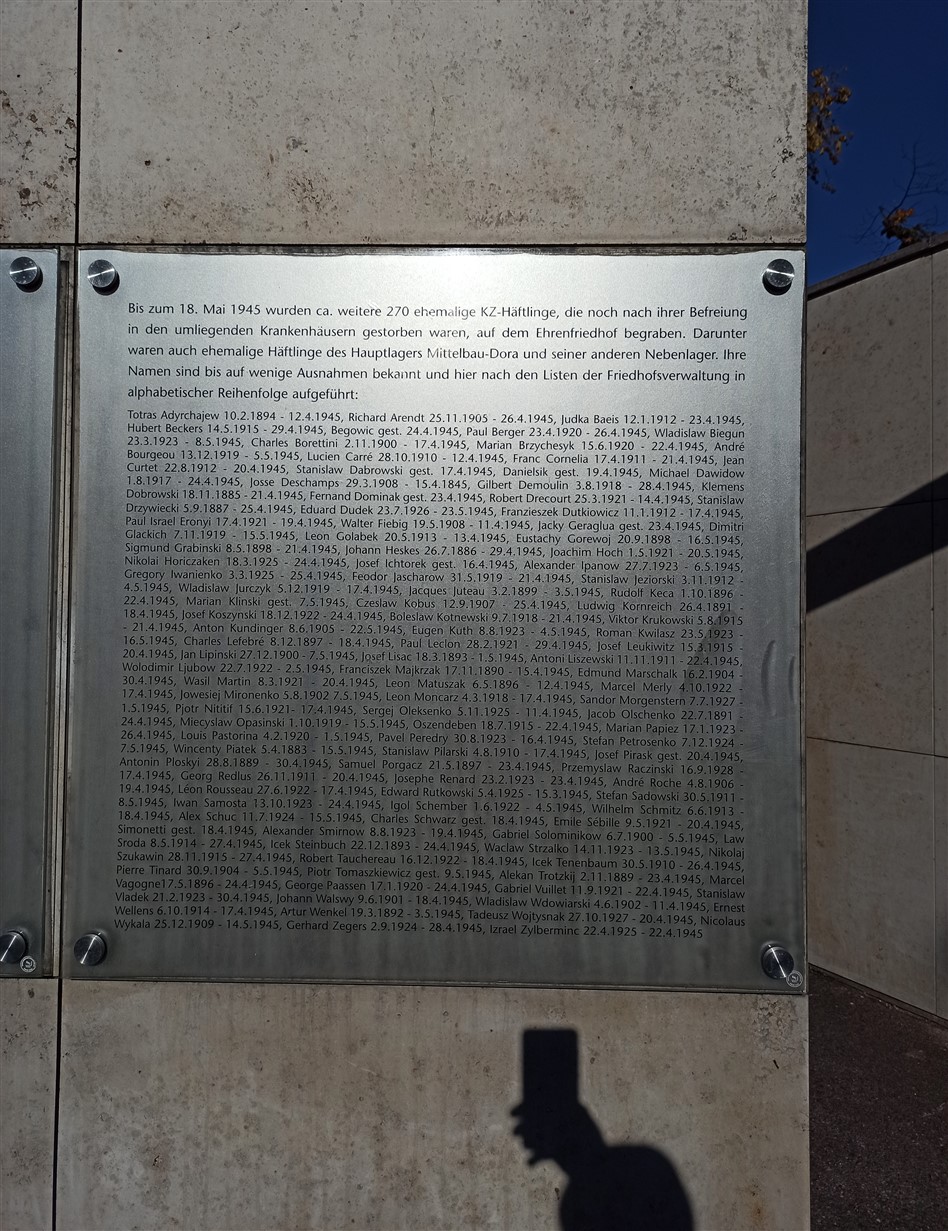 Bis zum 18. Mai 1945 wurden ca. weitere 270 ehemalige KZ-Häftlinge, die noch nach ihrer Befreiung
in den umliegenden Krankenhäusern gestorben waren, auf dem Ehrenfriedhof begraben. Darunter
waren auch ehemalige Häftlinge des Hauptlagers Mittelbau-Dora und seiner anderen Nebenlager. Ihre
Namen sind bis auf wenige Ausnahmen bekannt und hier nach den Listen der Friedhofsverwaltung in
alphabetischer Reihenfolge aufgeführt:
Totras Adyrchajew 10.2.1894 - 12.4.1945, Richard Arendt 25.11.1905 - 26.4.1945, Judka Baeis 12.1.1912 - 23.4.1945,
Hubert Beckers 14.5.1915 - 29.4.1945, Begowic gest. 24.4.1945, Paul Berger 23.4.1920 - 26.4.1945, Wladislaw Biegun
23.3.1923 - 8.5.1945, Charles Borettini 2.11.1900 - 17.4.1945, Marian Brzychesyk 15.6.1920 - 22.4.1945, André
Bourgeou 13.12.1919 - 5.5.1945, Lucien Carré 28.10.1910 - 12.4.1945, Franc Cornelia 17.4.1911 - 21.4.1945, Jean
Curtet 22.8.1912 - 20.4.1945, Stanislaw Dabrowski gest. 17.4.1945, Danielsik gest. 19.4.1945, Michael Dawidow
1.8.1917 - 24.4.1945, Josse Deschamps 29.3.1908 - 15.4.1845, Gilbert Demoulin 3.8.1918 - 28.4.1945, Klemens
Dobrowski 18.11.1885 - 21.4.1945, Fernand Dominak gest. 23.4.1945, Robert Drecourt 25.3.1921 - 14.4.1945, Stanislaw
Drzywiecki 5.9.1887 - 25.4.1945, Eduard Dudek 23.7.1926 - 23.5.1945, Franzieszek Dutkiowicz 11.1.1912 - 17.4.1945,
Paul Israel Eronyi 17.4.1921 - 19.4.1945, Walter Fiebig 19.5.1908 - 11.4.1945, Jacky Geraglua gest. 23.4.1945, Dimitri
Glackich 7.11.1919 - 15.5.1945, Leon Golabek 20.5.1913 - 13.4.1945, Eustachy Gorewoj 20.9.1898 - 16.5.1945,
Sigmund Grabinski 8.5.1898 - 21.4.1945, Johann Heskes 26.7.1886 - 29.4.1945, Joachim Hoch 1.5.1921 - 20.5.1945,
Nikolai Horiczaken 18.3.1925 - 24.4.1945, Josef Ichtorek gest. 16.4.1945, Alexander Ipanow 27.7.1923 - 6.5.1945,
Gregory Iwanienko 3.3.1925 - 25.4.1945, Feodor Jascharow 31.5.1919 - 21.4.1945, Stanislaw Jeziorski 3.11.1912 -
4.5.1945, Wladislaw Jurczyk 5.12.1919 - 17.4.1945, Jacques Juteau 3.2.1899 - 3.5.1945, Rudolf Keca 1.10.1896 -
22.4.1945, Marian Klinski gest. 7.5.1945, Czeslaw Kobus 12.9.1907 - 25.4.1945, Ludwig Kornreich 26.4.1891 -
18.4.1945, Josef Koszynski 18.12.1922 - 24.4.1945, Boleslaw Kotnewski 9.7.1918 - 21.4.1945, Viktor Krukowski 5.8.1915
- 21.4.1945, Anton Kundinger 8.6.1905 - 22.5.1945, Eugen Kuth 8.8.1923 - 4.5.1945, Roman Kwilasz 23.5.1923 -
16.5.1945, Charles Lefebré 8.12.1897 - 18.4.1945, Paul Leclon 28.2.1921 - 29.4.1945, Josef Leukiwitz 15.3.1915 -
20.4.1945, Jan Lipinski 27.12.1900 - 7.5.1945, Josef Lisac 18.3.1893 - 1.5.1945, Antoni Liszewski 11.11.1911 - 22.4.1945,
Wolodimir Ljubow 22.7.1922 - 2.5.1945, Franciszek Majkrzak 17.11.1890 - 15.4.1945, Edmund Marschalk 16.2.1904 -
30.4.1945, Wasil Martin 8.3.1921 - 20.4.1945, Leon Matuszak 6.5.1896 - 12.4.1945, Marcel Merly 4.10.1922 -
17.4.1945, Jowesiej Mironenko 5.8.1902 7.5.1945, Leon Moncarz 4.3.1918 - 17.4.1945, Sandor Morgenstern 7.7.1927 -
1.5.1945, Pjotr Nititif 15.6.1921- 17.4.1945, Sergej Oleksenko 5.11.1925 - 11.4.1945, Jacob Olschenko 22.7.1891 -
24.4.1945, Miecyslaw Opasinski 1.10.1919 - 15.5.1945, Oszendeben 18.7.1915 - 22.4.1945, Marian Papiez 17.1.1923 -
26.4.1945, Louis Pastorina 4.2.1920 - 1.5.1945, Pavel Peredry 30.8.1923 - 16.4.1945, Stefan Petrosenko 7.12.1924 -
7.5.1945, Wincenty Piatek 5.4.1883 - 15.5.1945, Stanislaw Pilarski 4.8.1910 - 17.4.1945, Josef Pirask gest. 20.4.1945,
Antonin Ploskyi 28.8.1889 - 30.4.1945, Samuel Porgacz 21.5.1897 - 23.4.1945, Przemyslaw Raczinski 16.9.1928 -
17.4.1945, Georg Redlus 26.11.1911 - 20.4.1945, Josephe Renard 23.2.1923 - 23.4.1945, André Roche 4.8.1906 -
19.4.1945, Léon Rousseau 27.6.1922 - 17.4.1945, Edward Rutkowski 5.4.1925 - 15.3.1945, Stefan Sadowski 30.5.1911 -
8.5.1945, Iwan Samosta 13.10.1923 - 24.4.1945, Igol Schember 1.6.1922 - 4.5.1945, Wilhelm Schmitz 6.6.1913 -
18.4.1945, Alex Schuc 11.7.1924 - 15.5.1945, Charles Schwarz gest. 18.4.1945, Emile Sébille 9.5.1921 - 20.4.1945,
Simonetti gest. 18.4.1945, Alexander Smirnow 8.8.1923 - 19.4.1945, Gabriel Solominikow 6.7.1900 - 5.5.1945, Law
Sroda 8.5.1914 - 27.4.1945, Icek Steinbuch 22.12.1893 - 24.4.1945, Waclaw Strzalko 14.11.1923 - 13.5.1945, Nikolaj
Szukawin 28.11.1915 - 27.4.1945, Robert Tauchereau 16.12.1922 - 18.4.1945, Icek Tenenbaum 30.5.1910 - 26.4.1945,
Pierre Tinard 30.9.1904 - 5.5.1945, Piotr Tomaszkiewicz gest. 9.5.1945, Alekan Trotzkij 2.11.1889 - 23.4.1945, Marcel
Vagogne17.5.1896 - 24.4.1945, George Paassen 17.1.1920 - 24.4.1945, Gabriel Vuillet 11.9.1921 - 22.4.1945, Stanislaw
Vladek 21.2.1923 - 30.4.1945, Johann Walswy 9.6.1901 - 18.4.1945, Wladislaw Wdowiarski 4.6.1902 - 11.4.1945, Ernest
Wellens 6.10.1914 - 17.4.1945, Artur Wenkel 19.3.1892 - 3.5.1945, Tadeusz Wojtysnak 27.10.1927 - 20.4.1945, Nicolaus
Wykala 25.12.1909 - 14.5.1945, Gerhard Zegers 2.9.1924 - 28.4.1945, Izrael Zylberminc 22.4.1925 - 22.4.1945